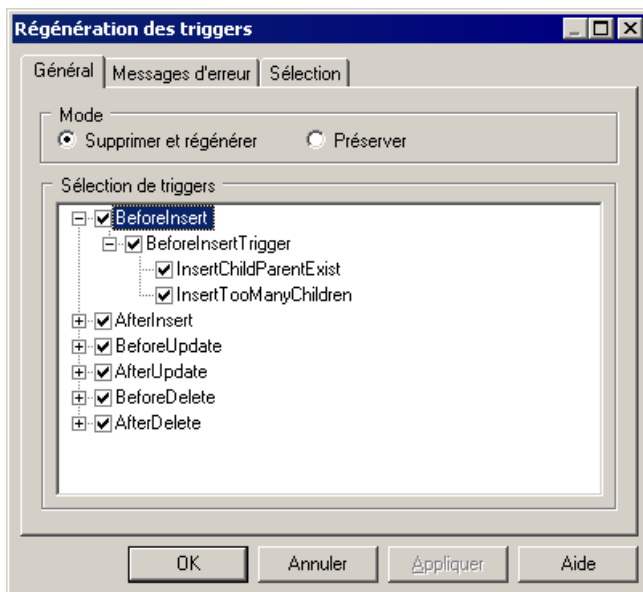 Régénération des triggers
Général Messages d'erreur Sélection
Mode
Supprimer et régénérer Préserver
Sélection de triggers
BeforeInsert
BeforeInsertTrigger
InsertChildParentExist
InsertTooManyChildren
AfterInsert
BeforeUpdate
AfterUpdate
BeforeDelete
AfterDelete
OK Annuler Appliquer Aide